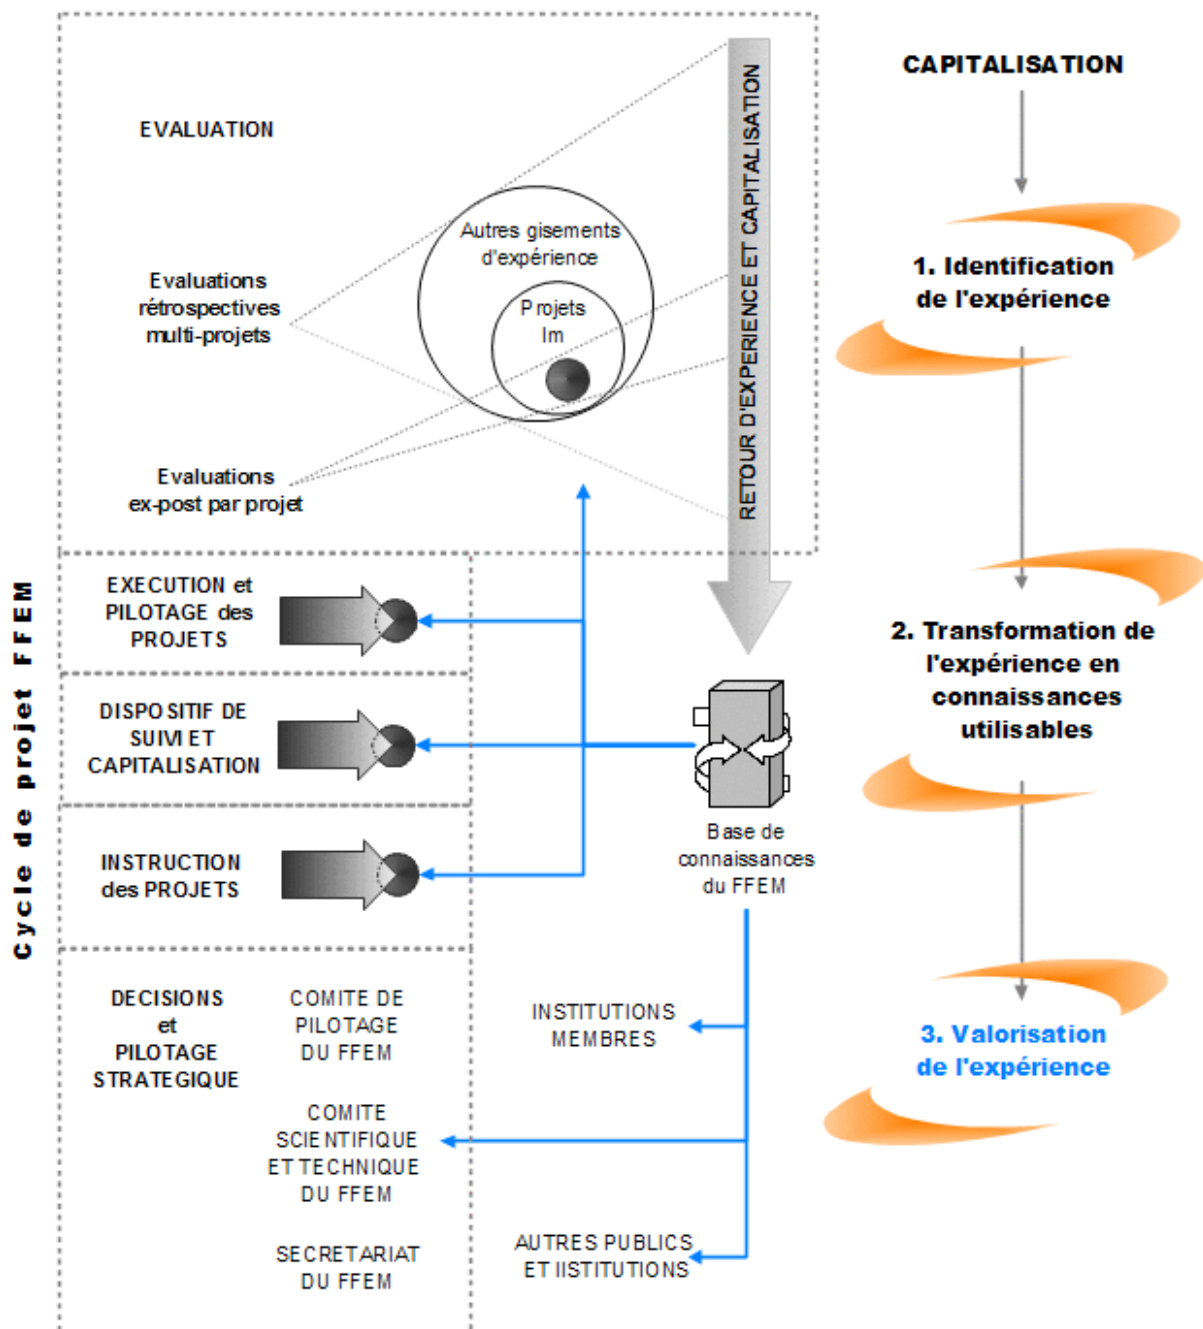 EVALUATION
Autres gisements
d'expérience
Projets
Im
Evaluations
rétrospectives
multi-projets
Evaluations
ex-post par projet
RETOUR D'EXPERIENCE ET CAPITALISATION
CAPITALISATION
1. Identification
de l'expérience
2. Transformation de
l'expérience en
connaissances
utilisables
3. Valorisation
de l'expérience
Cycle de projet FFEM
EXECUTION et
PILOTAGE des
PROJETS
DISPOSITIF DE
SUIVI ET
CAPITALISATION
INSTRUCTION
des PROJETS
Base de
connaissances
du FFEM
DECISIONS
et
PILOTAGE
STRATEGIQUE
COMITE DE
PILOTAGE
DU FFEM
COMITE
SCIENTIFIQUE
ET TECHNIQUE
DU FFEM
SECRETARIAT
DU FFEM
INSTITUTIONS
MEMBRES
AUTRES PUBLICS
ET IISTITUTIONS